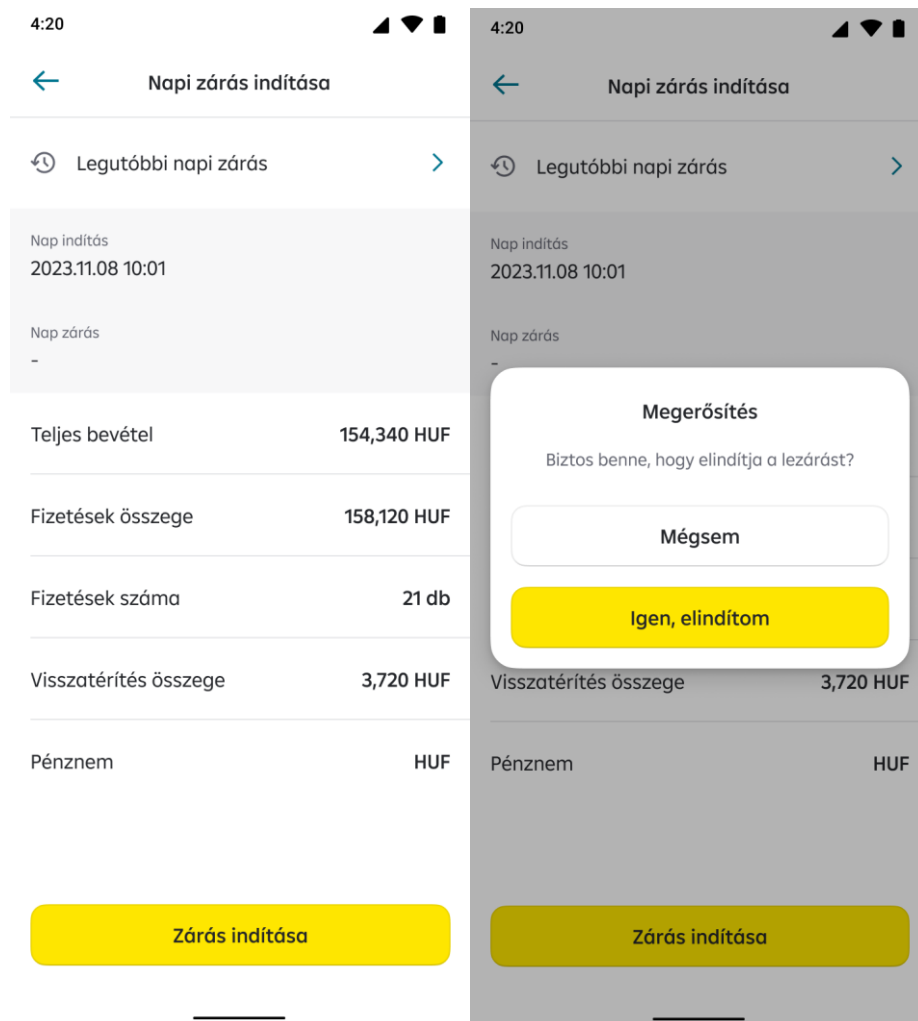 4:20
Napi zárás indítása
Legutóbbi napi zárás
Nap indítás
2023.11.08 10:01
Nap zárás
-
Teljes bevétel 154,340 HUF
Fizetések összege 158,120 HUF
Fizetések száma 21 db
Visszatérítés összege 3,720 HUF
Pénznem HUF
Zárás indítása
4:20
Napi zárás indítása
Legutóbbi napi zárás
Nap indítás
2023.11.08 10:01
Nap zárás
-
Megerősítés
Biztos benne, hogy elindítja a lezárást?
Mégsem
Igen, elindítom
Visszatérítés összege 3,720 HUF
Pénznem HUF
Zárás indítása